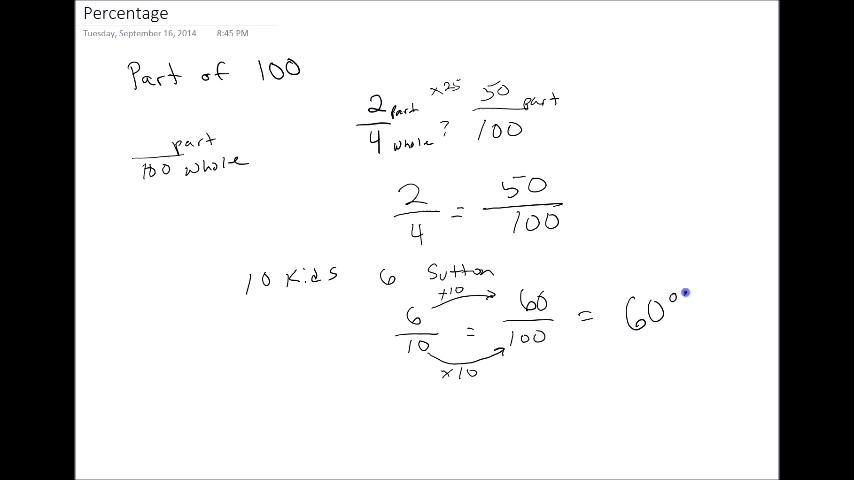 Percentage
Tuesday, September 16, 2014 8:45 PM
Part of 100
part
100 whole
2 part ×25 50 part
4 whole ? 100
2 = 50
4 100
10 Kids 6 Sutton
×10
6 = 60 = 60°
10 100
×10